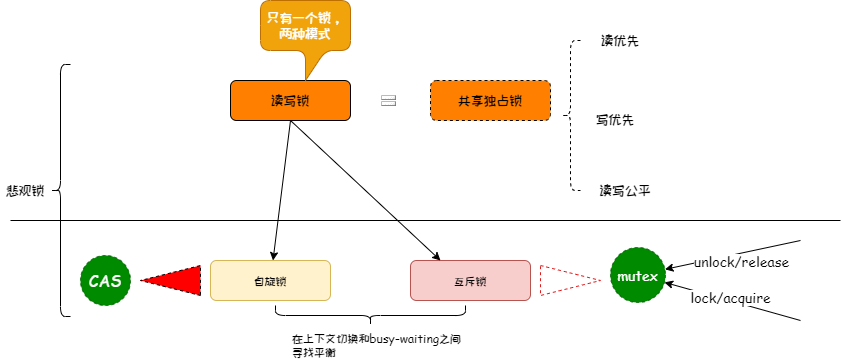 只有一个锁，
两种模式
读优先
读写锁
=
共享独占锁
写优先
悲观锁
读写公平
CAS
自旋锁
互斥锁
mutex
unlock/release
lock/acquire
在上下文切换和busy-waiting之间
寻找平衡